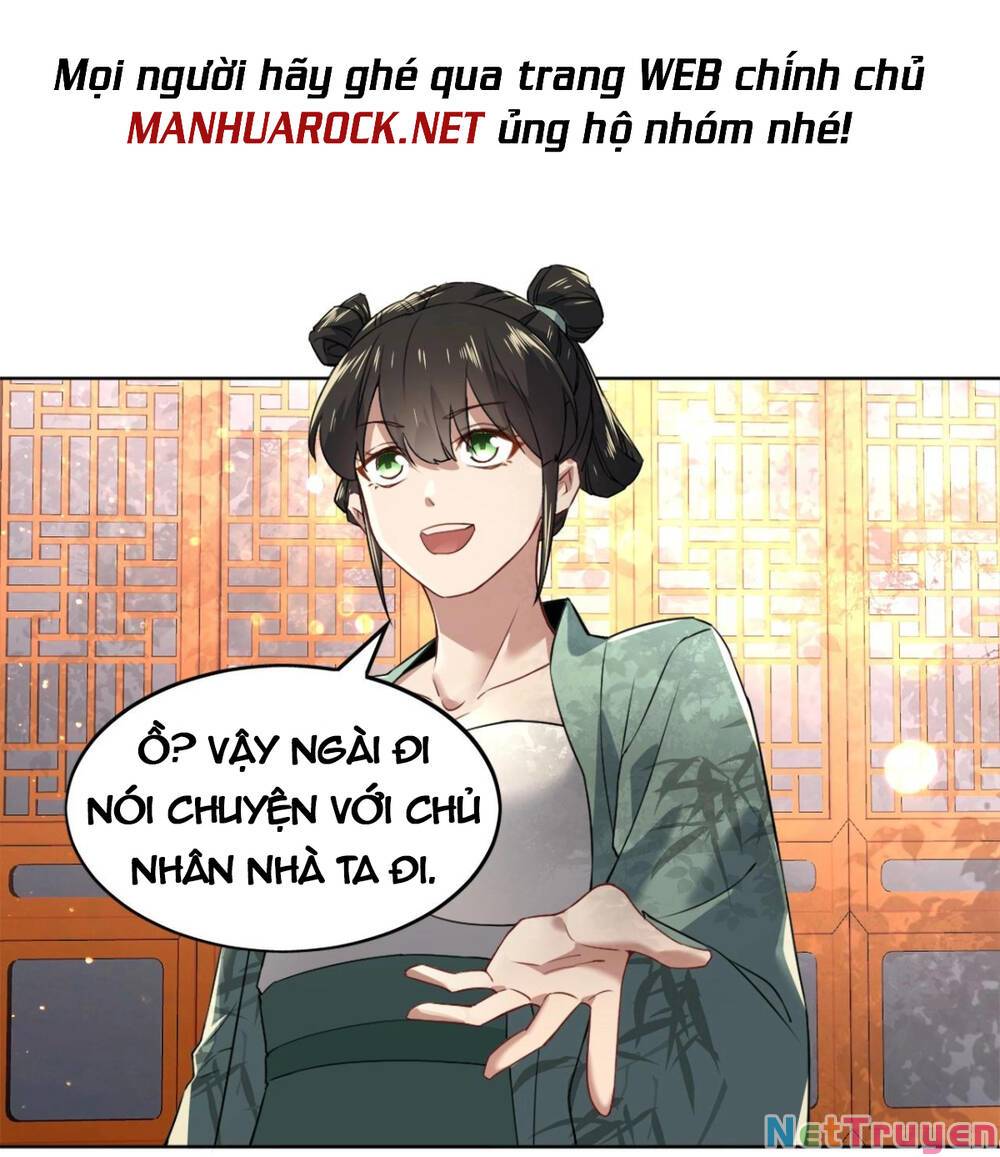 Mọi người hãy ghé qua trang WEB chính chủ
MANHUAROCK.NET ủng hộ nhóm nhé!
Ồ? VẬY NGÀI ĐI
NÓI CHUYỆN VỚI CHỦ
NHÂN NHÀ TA ĐI.
NetTruyen